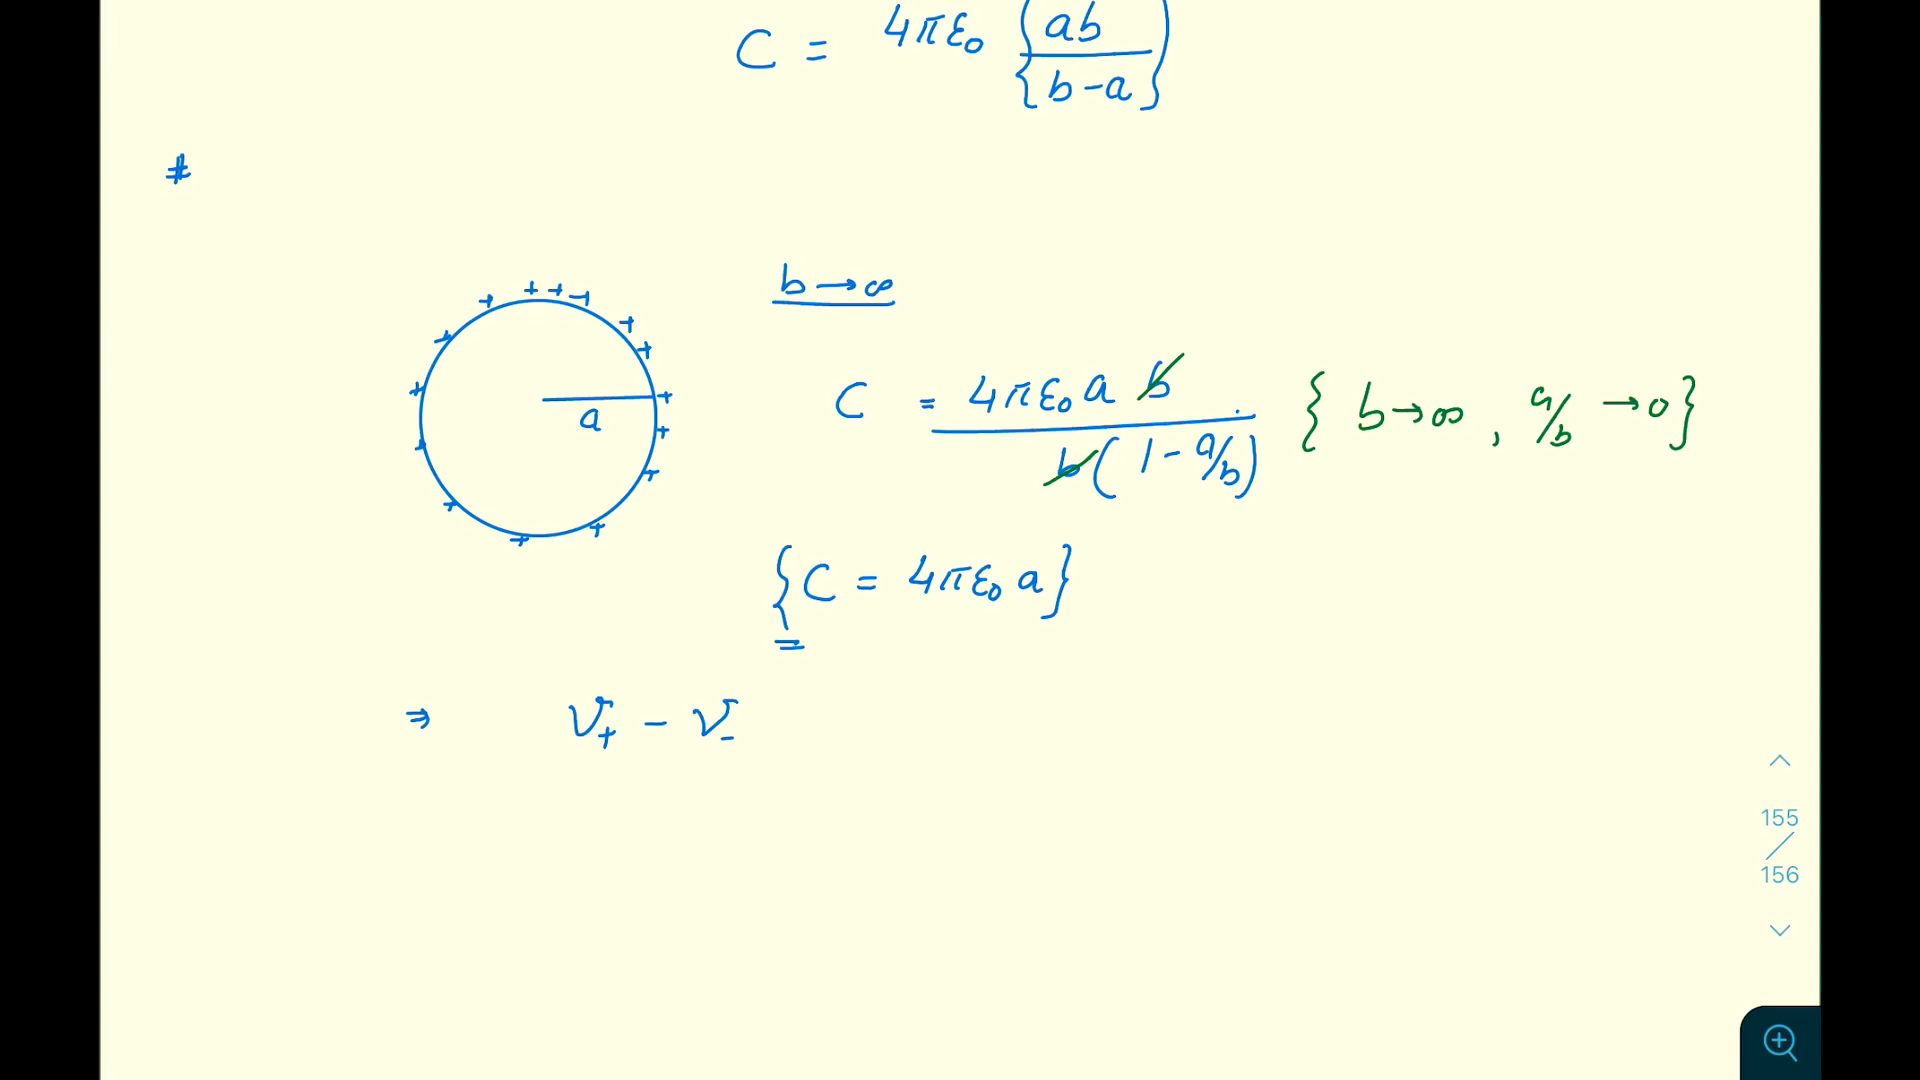 C = 4πε₀ (ab / {b-a})
#
b → ∞
+ + + + + + + + + + + + + + + + +
a
C = 4πε₀ a b / b(1 - a/b) { b → ∞ , a/b → 0}
{C = 4πε₀ a}
⇒ V₊ - V₋
155
/
156